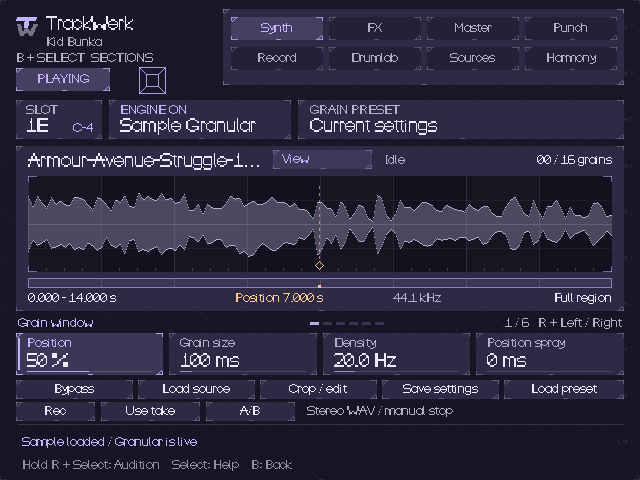 TrackWerk
Kid Bunka
B + SELECT SECTIONS
PLAYING
Synth FX Master Punch
Record Drumlab Sources Harmony
SLOT
1E C-4
ENGINE ON
Sample Granular
GRAIN PRESET
Current settings
Armour-Avenue-Struggle-1... View Idle 00 / 16 grains
0.000 - 14.000 s Position 7.000 s 44.1 kHz Full region
Grain window 1 / 6 R + Left / Right
Position Grain size Density Position spray
50 % 100 ms 20.0 Hz 0 ms
Bypass Load source Crop / edit Save settings Load preset
Rec Use take A/B Stereo WAV / manual stop
Sample loaded / Granular is live
Hold R + Select: Audition Select: Help B: Back